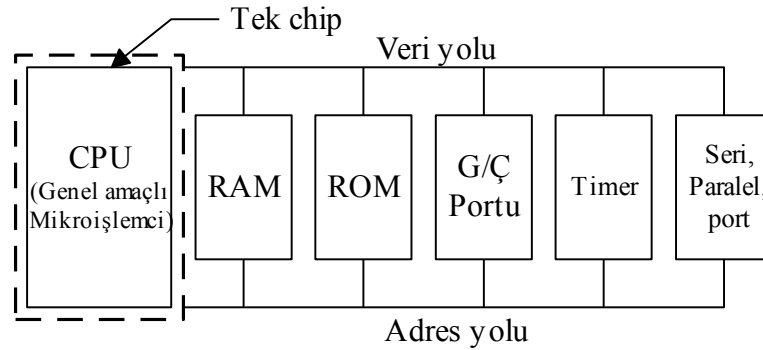 Tek chip
Veri yolu
CPU
(Genel amaçlı
Mikroişlemci)
RAM
ROM
G/Ç
Portu
Timer
Seri,
Paralel,
port
Adres yolu